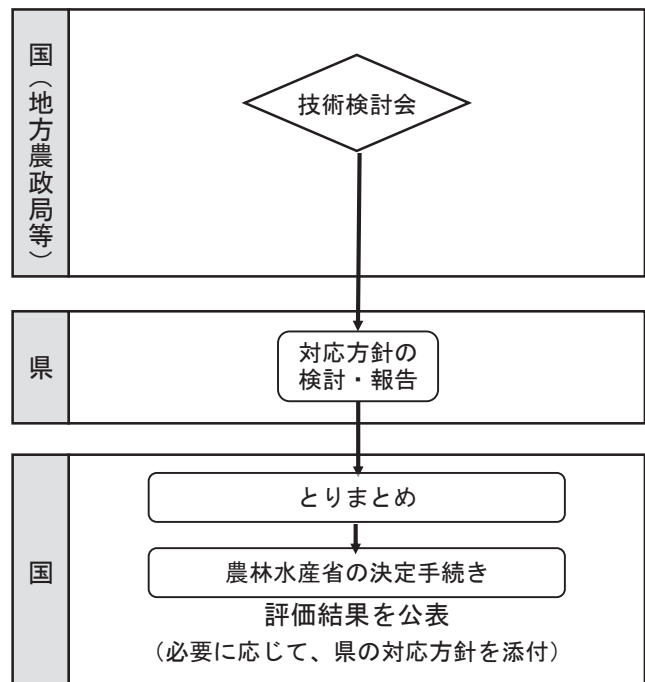 国（地方農政局等）
技術検討会
県
対応方針の
検討・報告
国
とりまとめ
農林水産省の決定手続き
評価結果を公表
（必要に応じて、県の対応方針を添付）